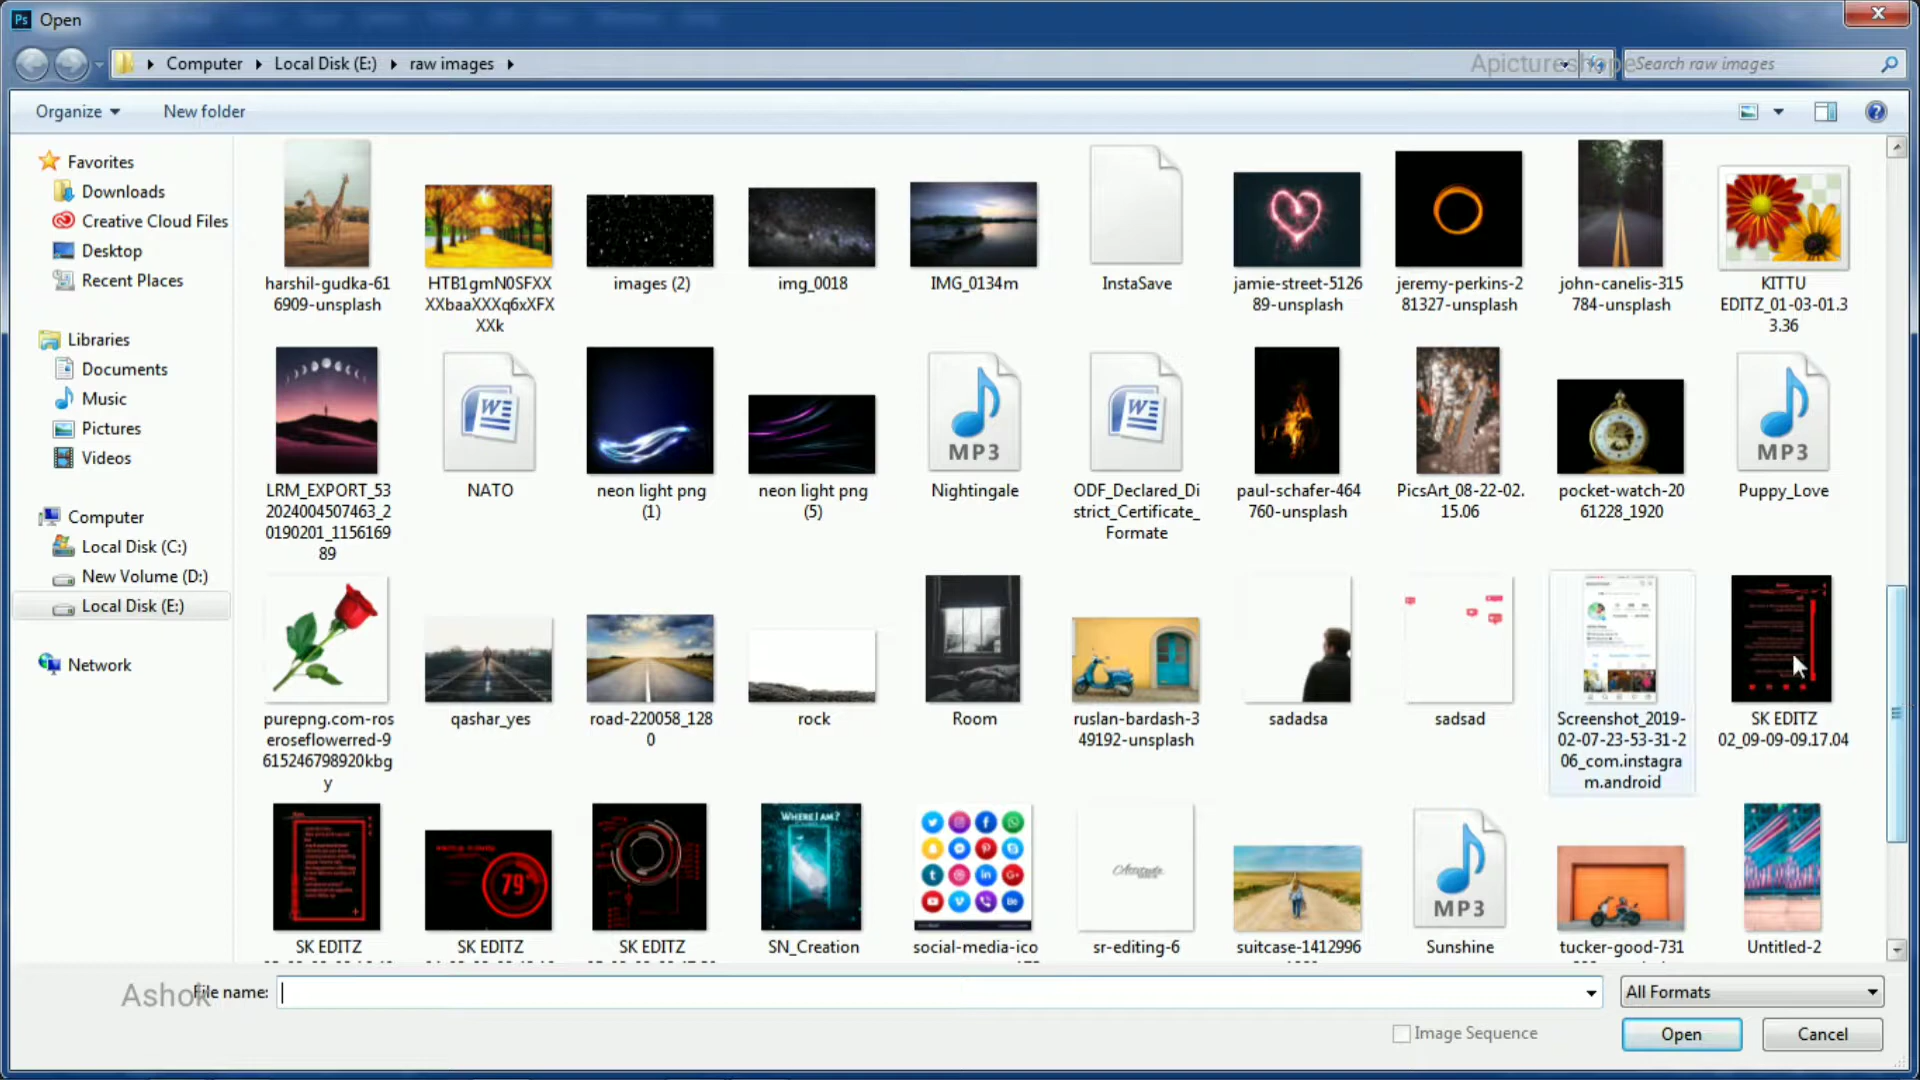 Ps Open
Computer Local Disk (E:) raw images
Apictureshope
Search raw images
Organize New folder
Favorites
Downloads
Creative Cloud Files
Desktop
Recent Places
Libraries
Documents
Music
Pictures
Videos
Computer
Local Disk (C:)
New Volume (D:)
Local Disk (E:)
Network
harshil-gudka-61
6909-unsplash
HTB1gmN0SFXX
XXbaaXXXq6xXFX
XXk
images (2)
img_0018
IMG_0134m
InstaSave
jamie-street-5126
89-unsplash
jeremy-perkins-2
81327-unsplash
john-canelis-315
784-unsplash
KITTU
EDITZ_01-03-01.3
3.36
LRM_EXPORT_53
2024004507463_2
0190201_1156169
89
NATO
neon light png
(1)
neon light png
(5)
MP3
Nightingale
ODF_Declared_Di
strict_Certificate_
Formate
paul-schafer-464
760-unsplash
PicsArt_08-22-02.
15.06
pocket-watch-20
61228_1920
MP3
Puppy_Love
purepng.com-ros
eroseflowerred-9
615246798920kbg
y
qashar_yes
road-220058_128
0
rock
Room
ruslan-bardash-3
49192-unsplash
sadadsa
sadsad
Screenshot_2019-
02-07-23-53-31-2
06_com.instagra
m.android
SK EDITZ
02_09-09-09.17.04
SK EDITZ
79
SK EDITZ
SK EDITZ
WHERE I AM?
SN_Creation
social-media-ico
Attitude
sr-editing-6
suitcase-1412996
MP3
Sunshine
tucker-good-731
Untitled-2
Ashok
File name:
All Formats
Image Sequence
Open
Cancel